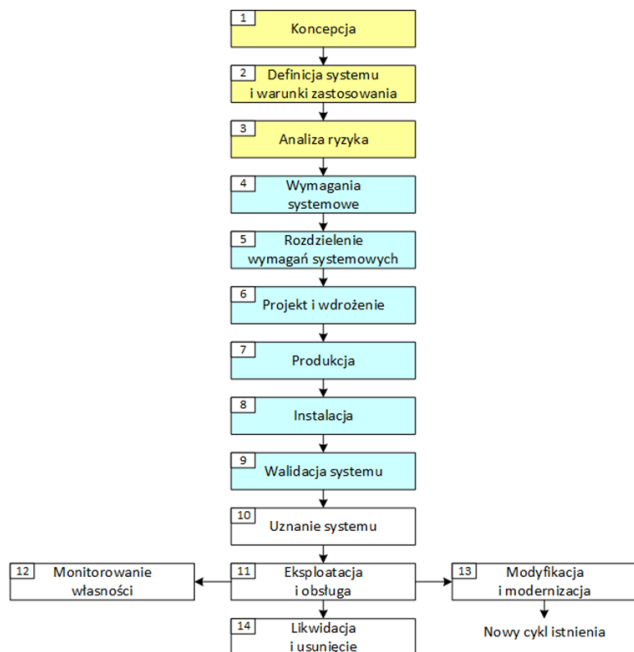 1
Koncepcja
2
Definicja systemu
i warunki zastosowania
3
Analiza ryzyka
4
Wymagania
systemowe
5
Rozdzielenie
wymagań systemowych
6
Projekt i wdrożenie
7
Produkcja
8
Instalacja
9
Walidacja systemu
10
Uznanie systemu
12
Monitorowanie
własności
11
Eksploatacja
i obsługa
13
Modyfikacja
i modernizacja
14
Likwidacja
i usunięcie
Nowy cykl istnienia